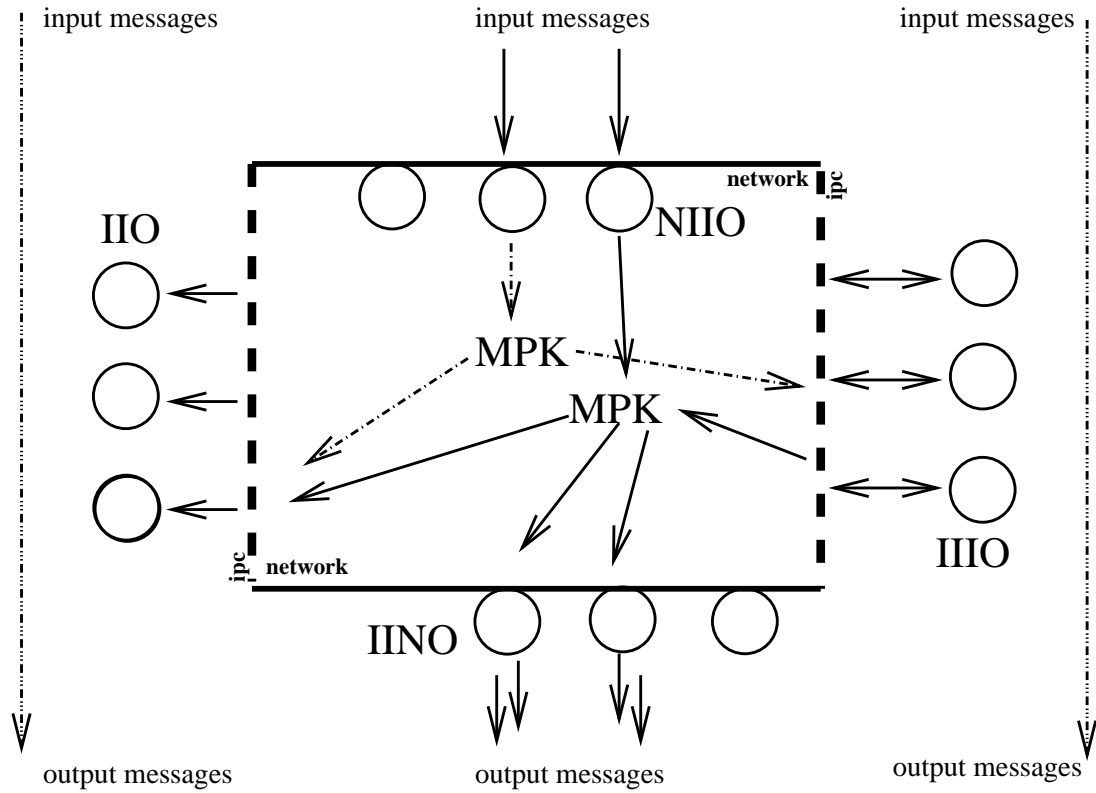 input messages
input messages
input messages
network
ipc
IIO
NIIO
MPK
MPK
IIIO
ipc
network
IINO
output messages
output messages
output messages